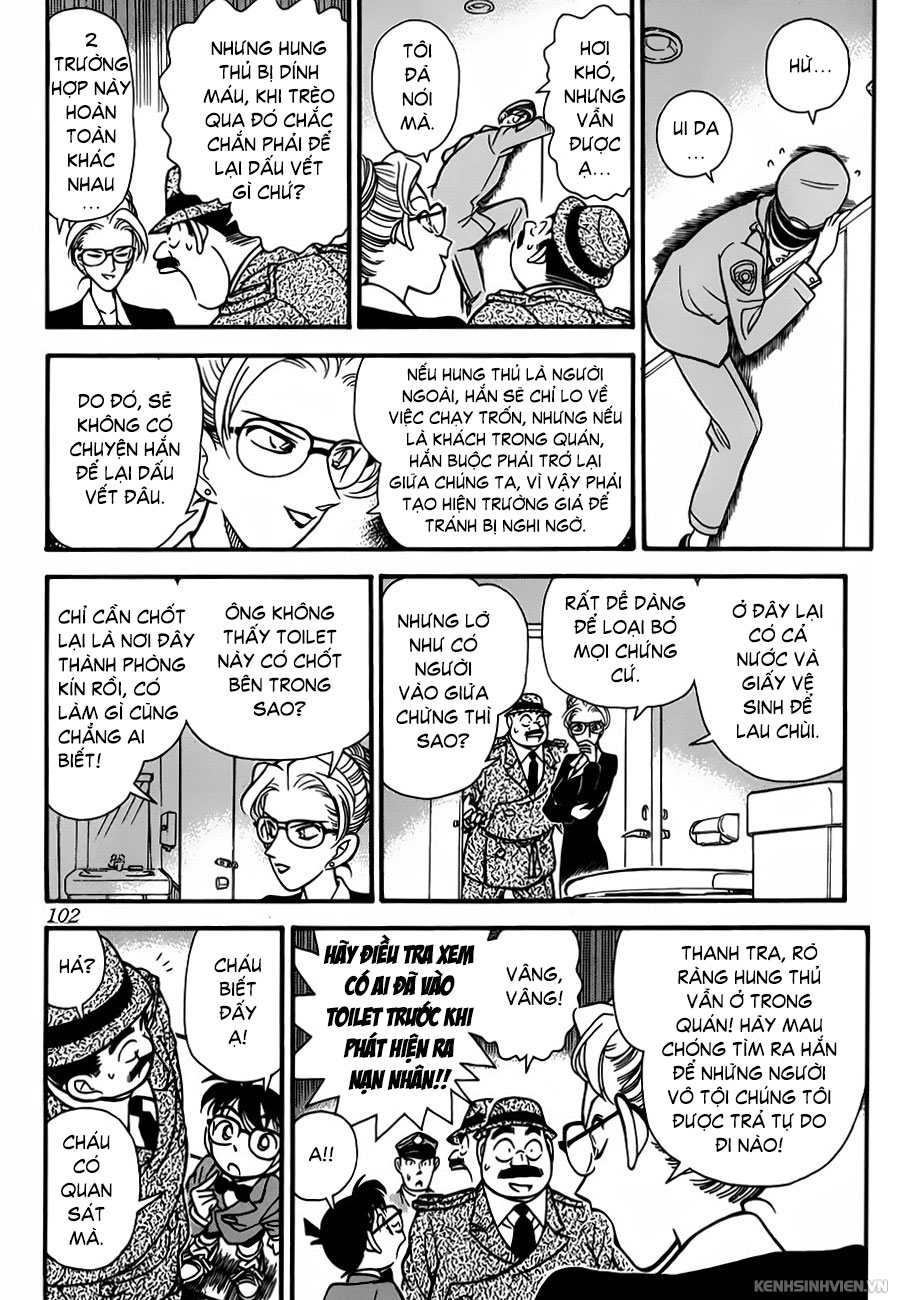 HỪ...
UI DA
...
HƠI
KHÓ,
NHƯNG
VẪN
ĐƯỢC
Ạ...
TÔI
ĐÃ
NÓI
MÀ.
NHƯNG HUNG
THỦ BỊ DÍNH
MÁU, KHI TRÈO
QUA ĐÓ CHẮC
CHẮN PHẢI ĐỂ
LẠI DẤU VẾT
GÌ CHỨ?
2
TRƯỜNG
HỢP NÀY
HOÀN
TOÀN
KHÁC
NHAU
...
NẾU HUNG THỦ LÀ NGƯỜI
NGOÀI, HẮN SẼ CHỈ LO VỀ
VIỆC CHẠY TRỐN, NHƯNG NẾU
LÀ KHÁCH TRONG QUÁN,
HẮN BUỘC PHẢI TRỞ LẠI
GIỮA CHÚNG TA, VÌ VẬY PHẢI
TẠO HIỆN TRƯỜNG GIẢ ĐỂ
TRÁNH BỊ NGHI NGỜ.
DO ĐÓ, SẼ
KHÔNG CÓ
CHUYỆN HẮN
ĐỂ LẠI DẤU
VẾT ĐÂU.
Ở ĐÂY LẠI
CÓ CẢ
NƯỚC VÀ
GIẤY VỆ
SINH ĐỂ
LAU CHÙI.
RẤT DỄ DÀNG
ĐỂ LOẠI BỎ
MỌI CHỨNG
CỨ.
NHƯNG LỠ
NHƯ CÓ
NGƯỜI
VÀO GIỮA
CHỪNG THÌ
SAO?
ÔNG KHÔNG
THẤY TOILET
NÀY CÓ CHỐT
BÊN TRONG
SAO?
CHỈ CẦN CHỐT
LẠI LÀ NƠI ĐÂY
THÀNH PHÒNG
KÍN RỒI, CÓ
LÀM GÌ CŨNG
CHẲNG AI
BIẾT!
102
THANH TRA, RÕ
RÀNG HUNG THỦ
VẪN Ở TRONG
QUÁN! HÃY MAU
CHÓNG TÌM RA HẮN
ĐỂ NHỮNG NGƯỜI
VÔ TỘI CHÚNG TÔI
ĐƯỢC TRẢ TỰ DO
ĐI NÀO!
VÂNG,
VÂNG!
HÃY ĐIỀU TRA XEM
CÓ AI ĐÃ VÀO
TOILET TRƯỚC KHI
PHÁT HIỆN RA
NẠN NHÂN!!
A!!
CHÁU
BIẾT
ĐẤY
Ạ!
HẢ?
CHÁU
CÓ
QUAN
SÁT
MÀ.
KENHSINHVIEN.VN